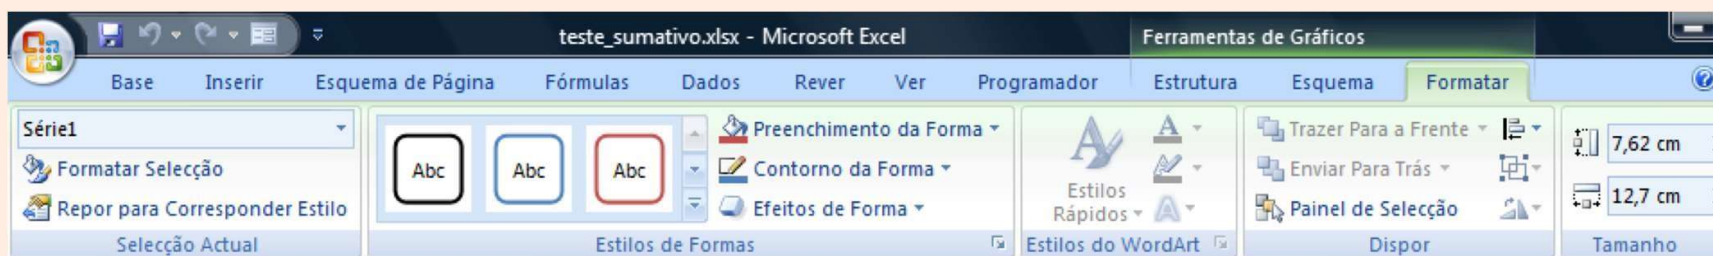 teste_sumativo.xlsx - Microsoft Excel
Ferramentas de Gráficos
Base Inserir Esquema de Página Fórmulas Dados Rever Ver Programador Estrutura Esquema Formatar
Série1
Formatar Selecção
Repor para Corresponder Estilo
Selecção Actual
Abc Abc Abc
Preenchimento da Forma
Contorno da Forma
Efeitos de Forma
Estilos de Formas
Estilos
Rápidos
Estilos do WordArt
Trazer Para a Frente
Enviar Para Trás
Painel de Selecção
Dispor
7,62 cm
12,7 cm
Tamanho